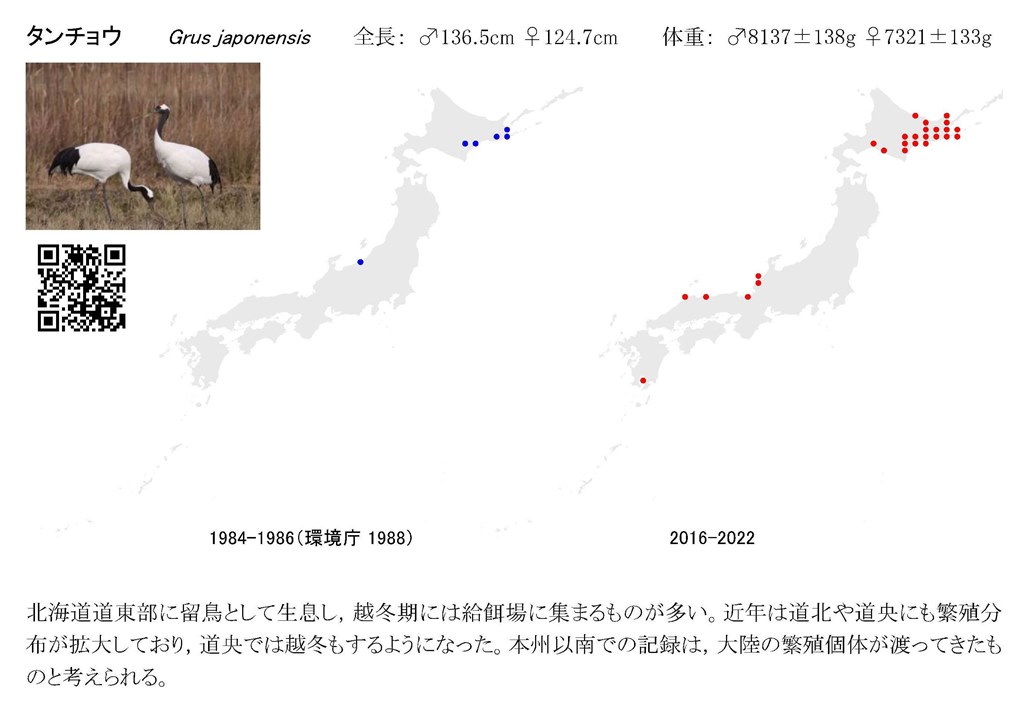 タンチョウ Grus japonensis 全長： ♂136.5cm ♀124.7cm 体重： ♂8137±138g ♀7321±133g
1984-1986（環境庁 1988） 2016-2022
北海道道東部に留鳥として生息し，越冬期には給餌場に集まるものが多い。近年は道北や道央にも繁殖分
布が拡大しており，道央では越冬もするようになった。本州以南での記録は，大陸の繁殖個体が渡ってきたも
のと考えられる。